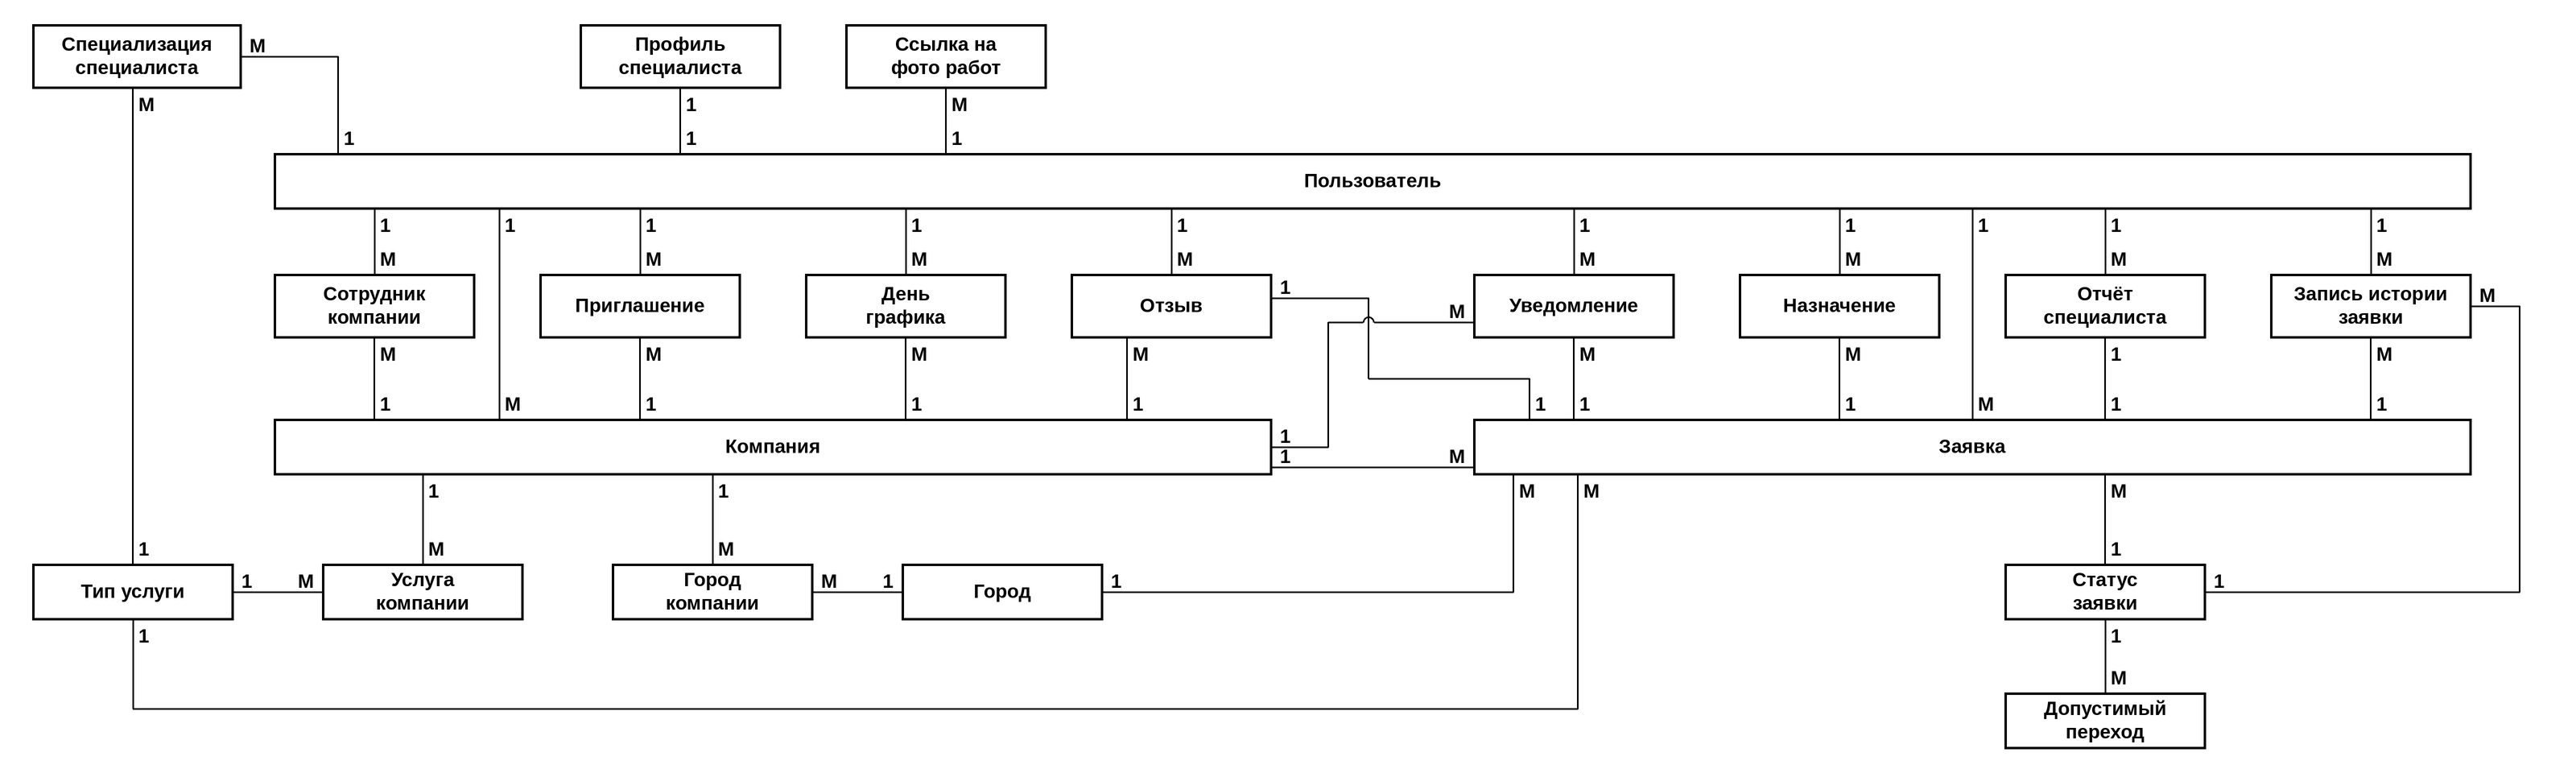 Специализация
специалиста
М
Профиль
специалиста
Ссылка на
фото работ
М
1
М
1
1
1
Пользователь
1
1
1
1
1
1
1
1
1
1
М
М
М
М
М
М
М
М
Сотрудник
компании
Приглашение
День
графика
Отзыв
1
М
Уведомление
Назначение
Отчёт
специалиста
Запись истории
заявки
М
М
М
М
М
М
М
1
М
1
М
1
1
1
1
1
1
М
1
1
Компания
1
1
М
Заявка
1
1
М
М
М
1
М
М
1
Тип услуги
1
М
Услуга
компании
Город
компании
М
1
Город
1
Статус
заявки
1
1
1
М
Допустимый
переход